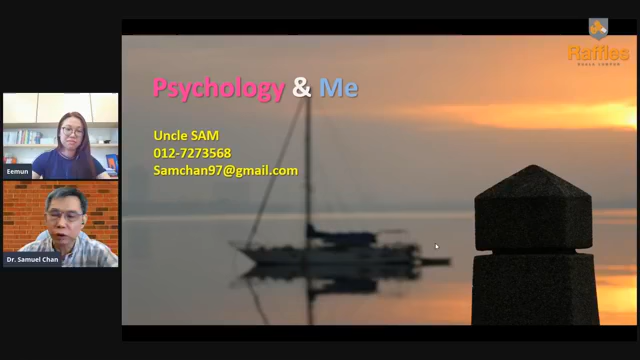 Raffles
Psychology & Me
Uncle SAM
012-7273568
Samchan97@gmail.com
Eemun
Dr. Samuel Chan